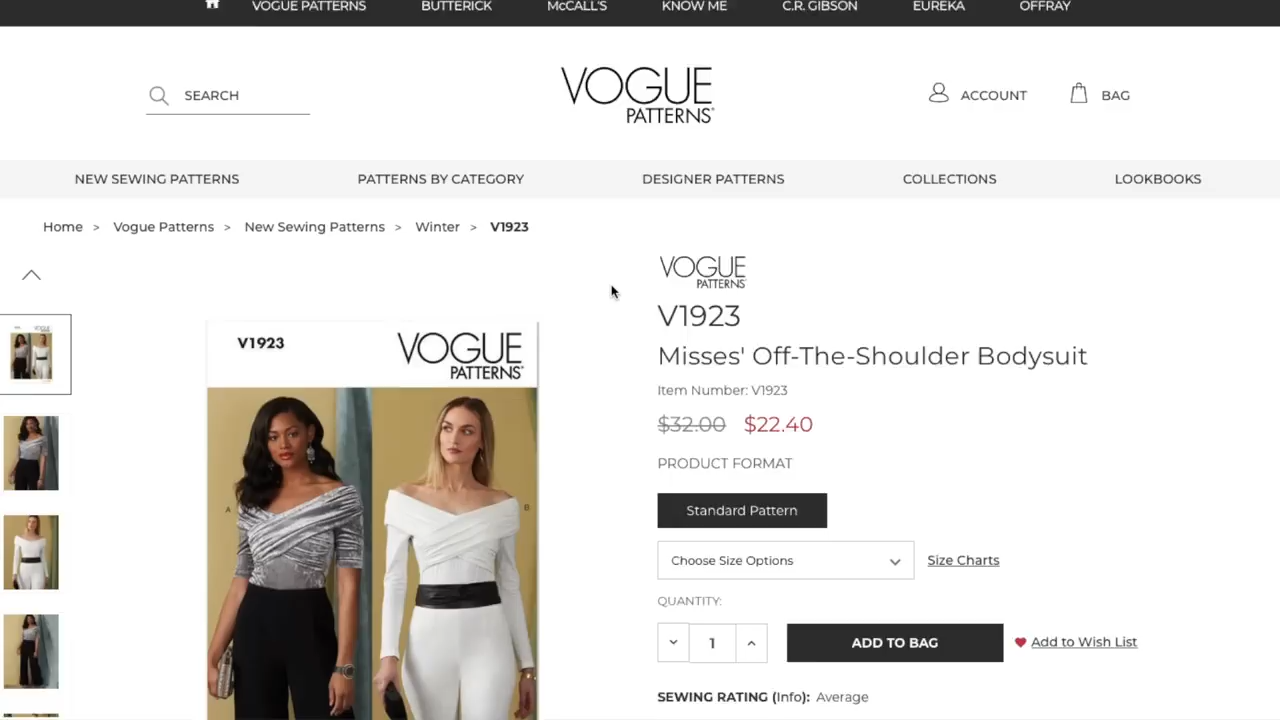 VOGUE PATTERNS BUTTERICK McCALL'S KNOW ME C.R. GIBSON EUREKA OFFRAY
SEARCH
VOGUE
PATTERNS
ACCOUNT BAG
NEW SEWING PATTERNS PATTERNS BY CATEGORY DESIGNER PATTERNS COLLECTIONS LOOKBOOKS
Home > Vogue Patterns > New Sewing Patterns > Winter > V1923
V1923
VOGUE
PATTERNS
A
B
VOGUE
PATTERNS
V1923
Misses' Off-The-Shoulder Bodysuit
Item Number: V1923
$32.00 $22.40
PRODUCT FORMAT
Standard Pattern
Choose Size Options
Size Charts
QUANTITY:
1
ADD TO BAG
Add to Wish List
SEWING RATING (Info): Average